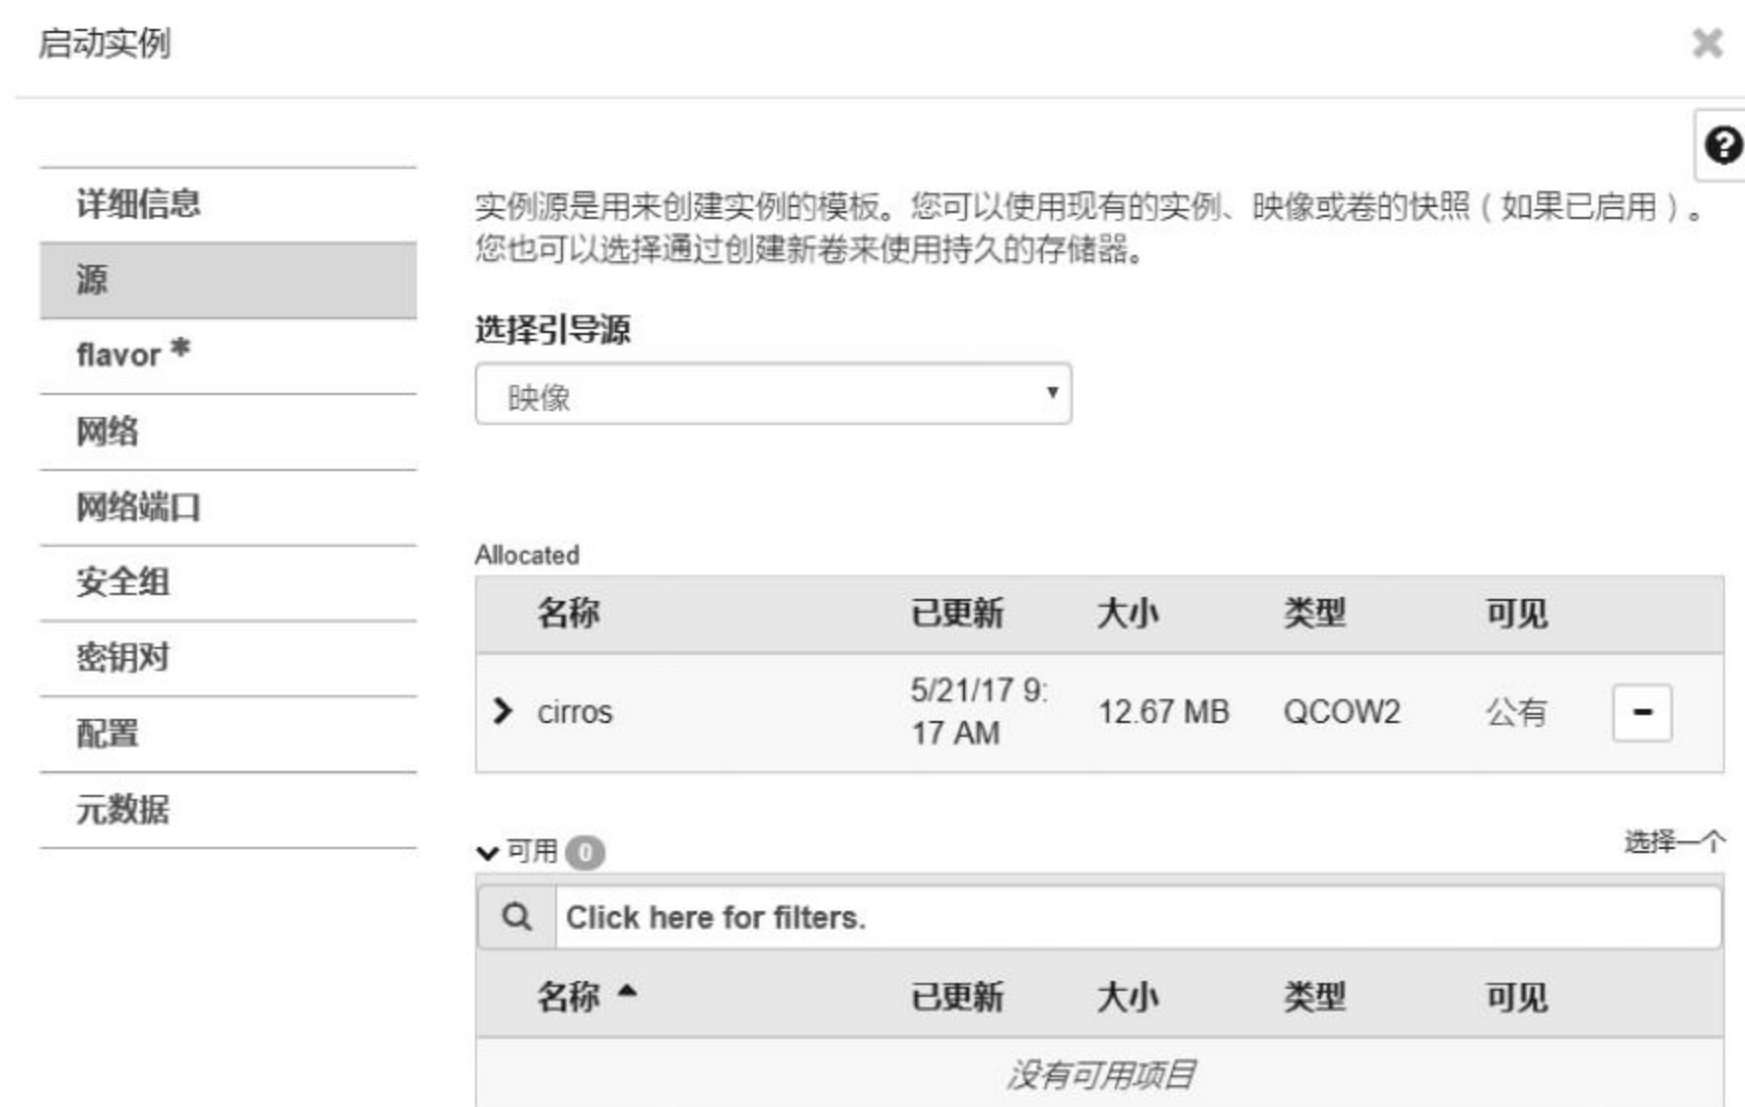 启动实例
详细信息
源
flavor *
网络
网络端口
安全组
密钥对
配置
元数据
实例源是用来创建实例的模板。您可以使用现有的实例、映像或卷的快照（如果已启用）。
您也可以选择通过创建新卷来使用持久的存储器。
选择引导源
映像
Allocated
名称 已更新 大小 类型 可见
cirros 5/21/17 9:17 AM 12.67 MB QCOW2 公有
可用 0 选择一个
Click here for filters.
名称 已更新 大小 类型 可见
没有可用项目